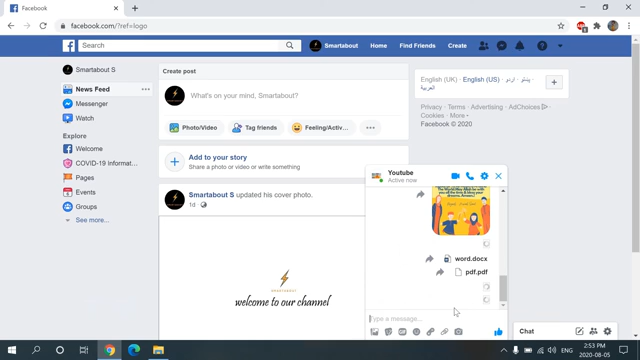 Facebook
facebook.com/?ref=logo
Search
Smartabout
Home
Find Friends
Create
Smartabout S
News Feed
Messenger
Watch
Explore
Welcome
COVID-19 Informat...
Pages
Events
Groups
See more...
Create post
What's on your mind, Smartabout?
Photo/Video
Tag friends
Feeling/Activ...
Add to your story
Share a photo or video or write something
Smartabout S updated his cover photo.
1d
welcome to our channel
English (UK) · English (US) · اردو · پښتو ·
العربية
Privacy · Terms · Advertising · AdChoices
Cookies · More
Facebook © 2020
Youtube
Active now
word.docx
pdf.pdf
Type a message...
GIF
Chat
2:53 PM
2020-08-05